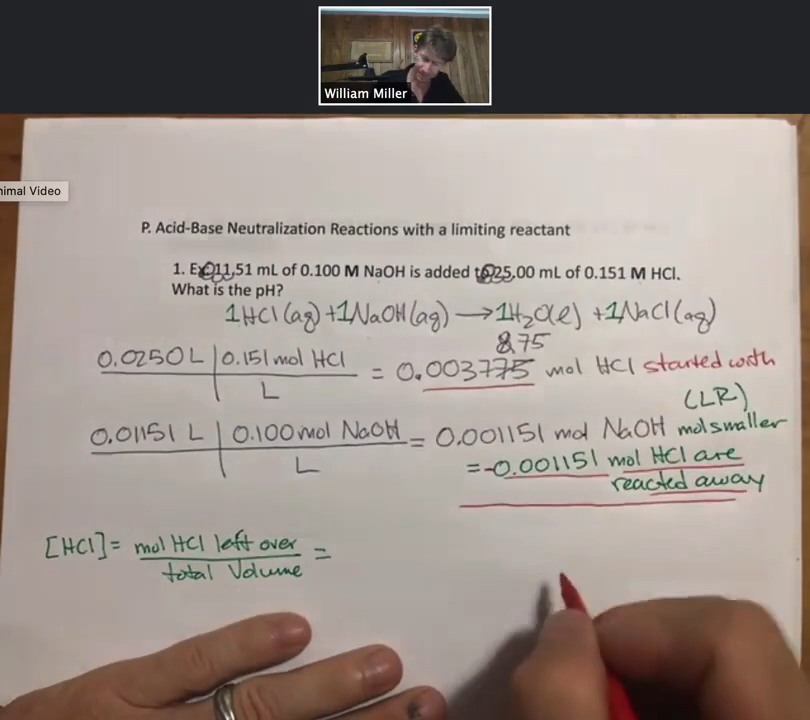 William Miller
nimal Video
P. Acid-Base Neutralization Reactions with a limiting reactant
1. Ex 11.51 mL of 0.100 M NaOH is added to 25.00 mL of 0.151 M HCl.
What is the pH?
1HCl(aq) + 1NaOH(aq) → 1H₂O(l) + 1NaCl(aq)
875
0.0250 L | 0.151 mol HCl = 0.003775 mol HCl started with
L
(LR)
0.01151 L | 0.100 mol NaOH = 0.001151 mol NaOH mol smaller
L
= -0.001151 mol HCl are
reacted away
[HCl] = mol HCl left over =
total Volume